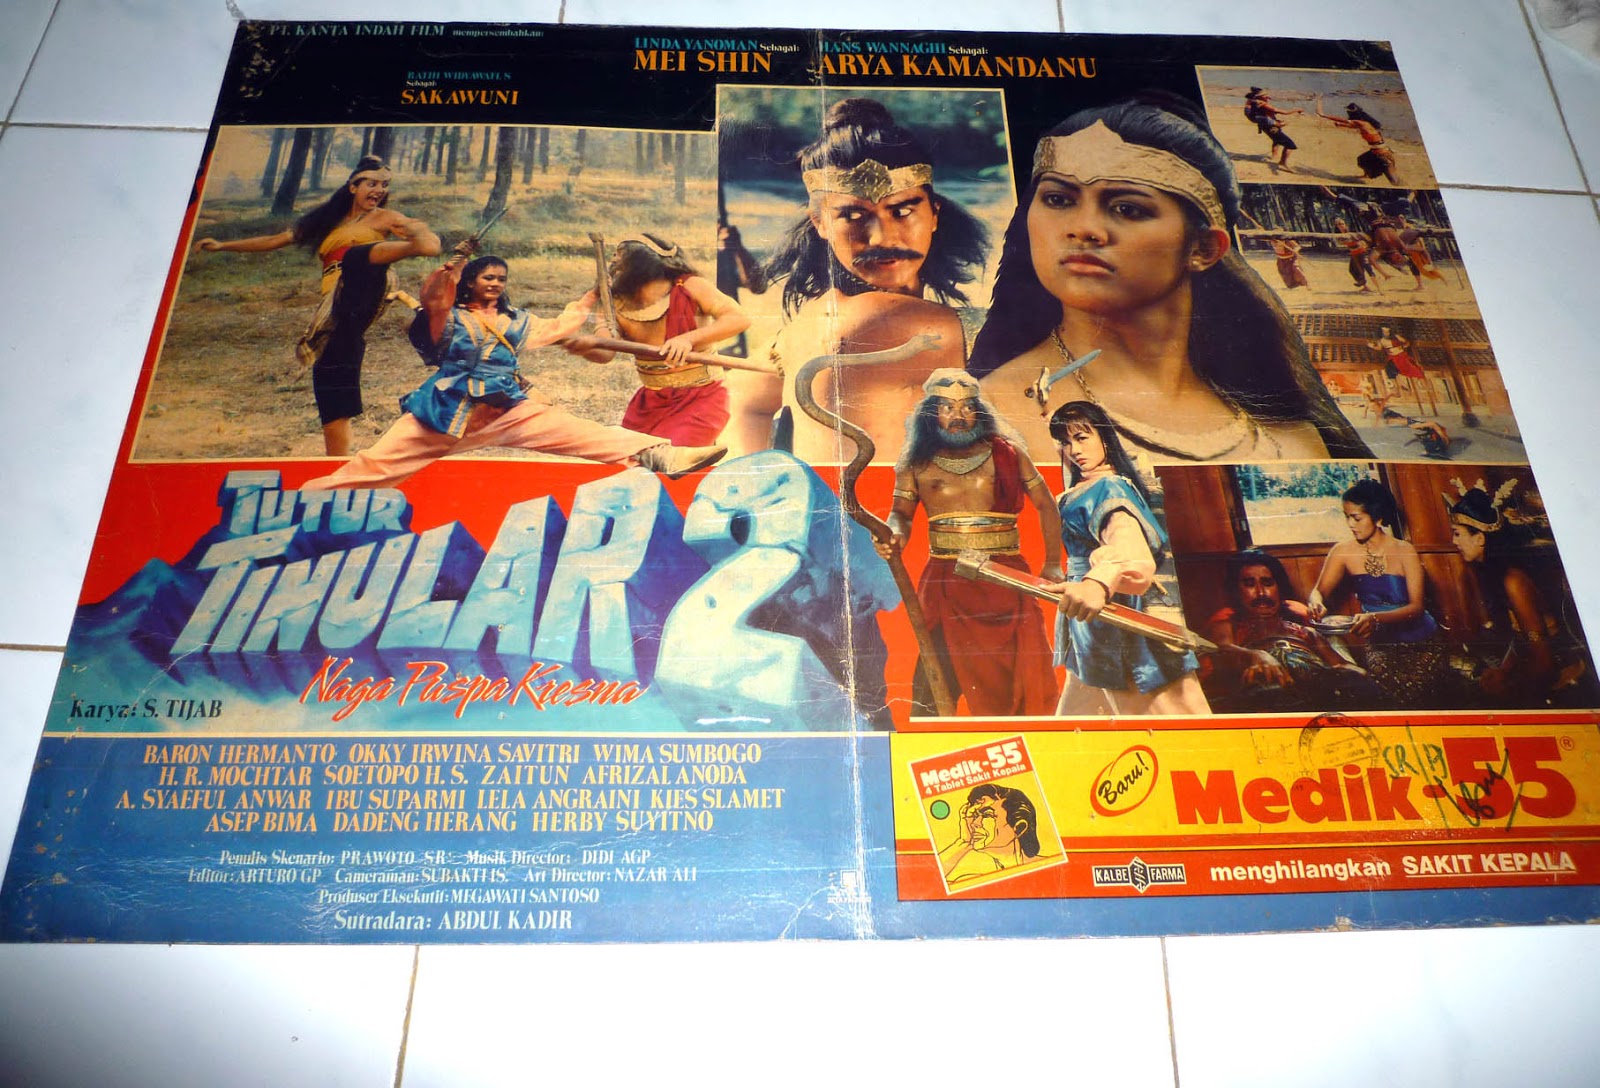 PT. KANTA INDAH FILM mempersembahkan:
LINDA YANOMAN Sebagai:
MEI SHIN
HANS WANNAGHI Sebagai:
ARYA KAMANDANU
Sebagai:
SAKAWUNI
TUTUR
TINULAR 2
Naga Puspa Kresna
Karya: S. TIJAB
BARON HERMANTO OKKY IRWINA SAVITRI WIMA SUMBOGO
H. R. MOCHTAR SOETOPO H. S. ZAITUN AFRIZAL ANODA
A. SYAEFUL ANWAR IBU SUPARMI LELA ANGRAINI KIES SLAMET
ASEP BIMA DADENG HERANG HERBY SUYITNO
Penulis Skenario: PRAWOTO SR. Musik Director: DIDI AGP
Editor: ARTURO GP Cameraman: SUBAKTI IS. Art Director: NAZAR ALI
Produser Eksekutif: MEGAWATI SANTOSO
Sutradara: ABDUL KADIR
Medik-55
4 Tablet Sakit Kepala
Baru!
Medik-55®
KALBE FARMA
menghilangkan SAKIT KEPALA